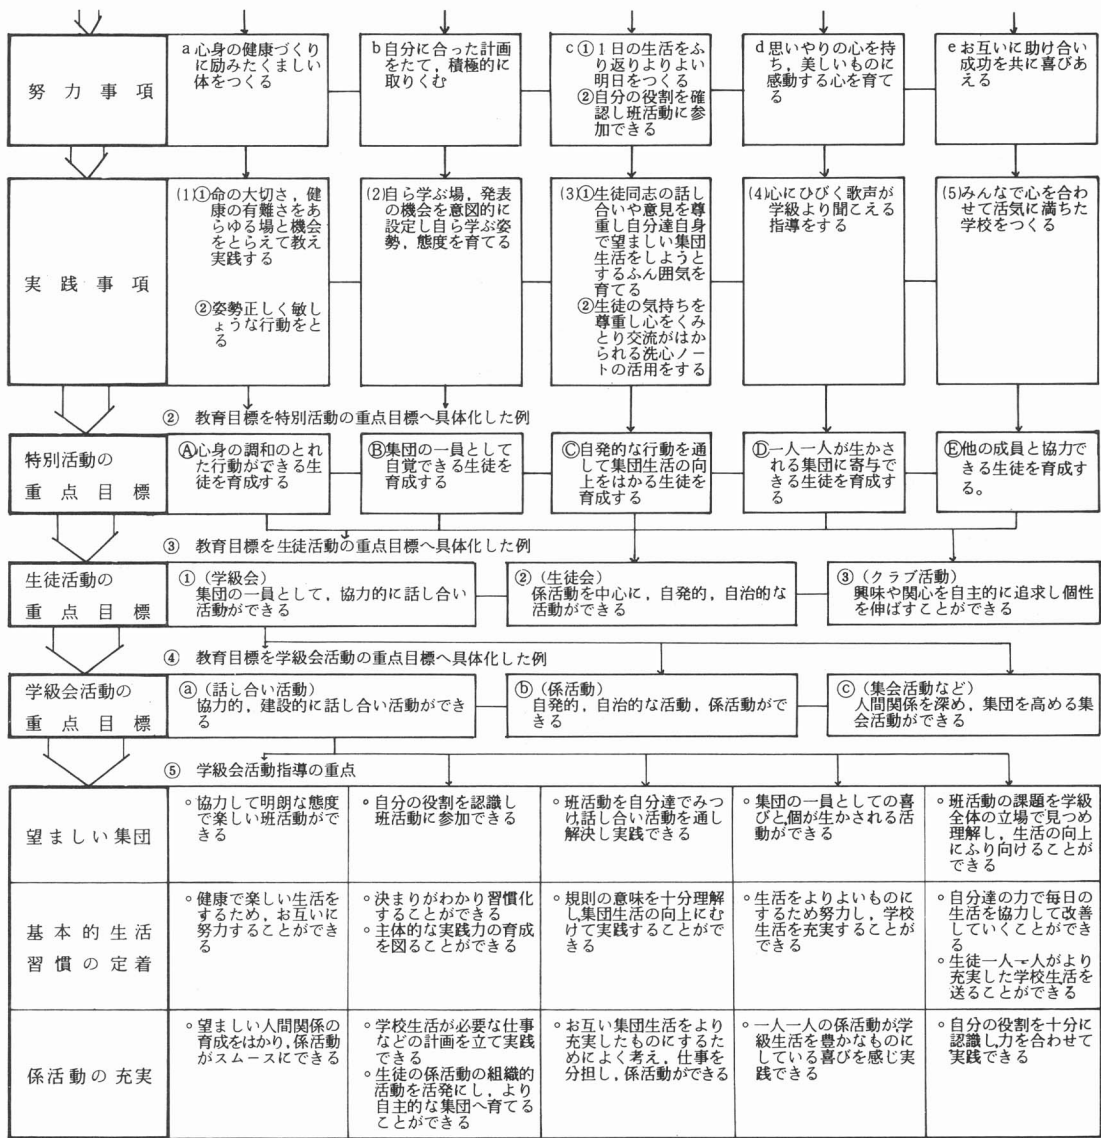 努力事項
a心身の健康づくり
に励みたくましい
体をつくる
b自分に合った計画
をたて，積極的に
取りくむ
c①１日の生活をふ
り返りよりよい
明日をつくる
②自分の役割を確
認し班活動に参
加できる
d思いやりの心を持
ち，美しいものに
感動する心を育て
る
eお互いに助け合い
成功を共に喜びあ
える
実践事項
(1)①命の大切さ，健
康の有難さをあ
らゆる場と機会
をとらえて教え
実践する
②姿勢正しく敏し
ょうな行動をと
る
(2)自ら学ぶ場，発表
の機会を意図的に
設定し自ら学ぶ姿
勢，態度を育てる
(3)①生徒同志の話し
合いや意見を尊
重し自分達自身
で望ましい集団
生活をしようと
するふん囲気を
育てる
②生徒の気持ちを
尊重し心をくみ
とり交流がはか
られる洗心ノー
トの活用をする
(4)心にひびく歌声が
学級より聞こえる
指導をする
(5)みんなで心を合わ
せて活気に満ちた
学校をつくる
② 教育目標を特別活動の重点目標へ具体化した例
特別活動の
重点目標
Ⓐ心身の調和のとれ
た行動ができる生
徒を育成する
Ⓑ集団の一員として
自覚できる生徒を
育成する
Ⓒ自発的な行動を通
して集団生活の向
上をはかる生徒を
育成する
Ⓓ一人一人が生かさ
れる集団に寄与で
きる生徒を育成する
Ⓔ他の成員と協力で
きる生徒を育成す
る。
③ 教育目標を生徒活動の重点目標へ具体化した例
生徒活動の
重点目標
①（学級会）
集団の一員として，協力的に話し合い
活動ができる
②（生徒会）
係活動を中心に，自発的，自治的な
活動ができる
③（クラブ活動）
興味や関心を自主的に追求し個性
を伸ばすことができる
④ 教育目標を学級会活動の重点目標へ具体化した例
学級会活動の
重点目標
ⓐ（話し合い活動）
協力的，建設的に話し合い活動ができ
る
ⓑ（係活動）
自発的，自治的な活動，係活動がで
きる
ⓒ（集会活動など）
人間関係を深め，集団を高める集
会活動ができる
⑤ 学級会活動指導の重点
望ましい集団
○協力して明朗な態度
で楽しい班活動がで
きる
○自分の役割を認識し
班活動に参加できる
○班活動を自分達でみつ
け，話し合い活動を通し
解決し実践できる
○集団の一員としての喜
びと，個が生かされる活
動ができる
○班活動の課題を学級
全体の立場で見つめ
理解し，生活の向上
にふり向けることが
できる
基本的生活
習慣の定着
○健康で楽しい生活を
するため，お互いに
努力することができ
る
○決まりがわかり習慣化
することができる
○主体的な実践力の育成
を図ることができる
○規則の意味を十分理解
し，集団生活の向上にむ
けて実践することがで
きる
○生活をよりよいものに
するため努力し，学校
生活を充実することが
できる
○自分達の力で毎日の
生活を協力して改善
していくことができ
る
○生徒一人一人がより
充実した学校生活を
送ることができる
係活動の充実
○望ましい人間関係の
育成をはかり，係活動
がスムースにできる
○学校生活が必要な仕事
などの計画を立て実践
できる
○生徒の係活動の組織的
活動を活発にし，より
自主的な集団へ育てる
ことができる
○お互い集団生活をより
充実したものにするた
めによく考え，仕事を
分担し，係活動ができる
○一人一人の係活動が学
級生活を豊かなものに
している喜びを感じ実
践できる
○自分の役割を十分に
認識し，力を合わせて
実践できる